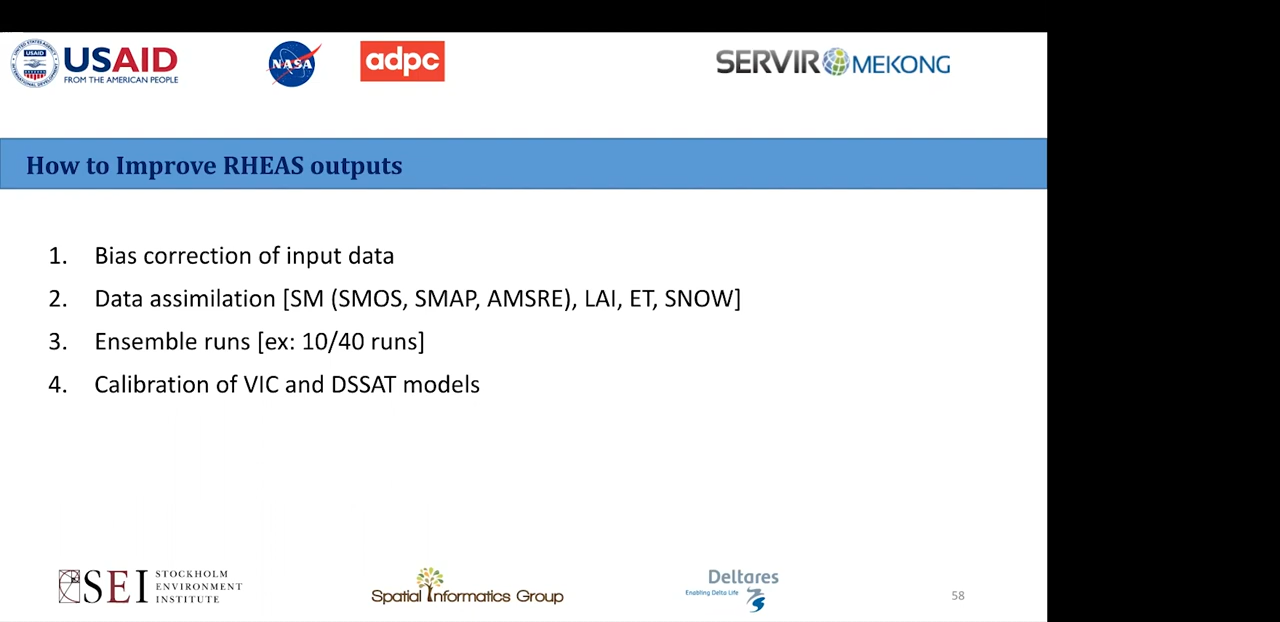 USAID
FROM THE AMERICAN PEOPLE
NASA
adpc
SERVIR MEKONG
How to Improve RHEAS outputs
1. Bias correction of input data
2. Data assimilation [SM (SMOS, SMAP, AMSRE), LAI, ET, SNOW]
3. Ensemble runs [ex: 10/40 runs]
4. Calibration of VIC and DSSAT models
SEI STOCKHOLM
ENVIRONMENT
INSTITUTE
Spatial Informatics Group
Deltares
Enabling Delta Life
58